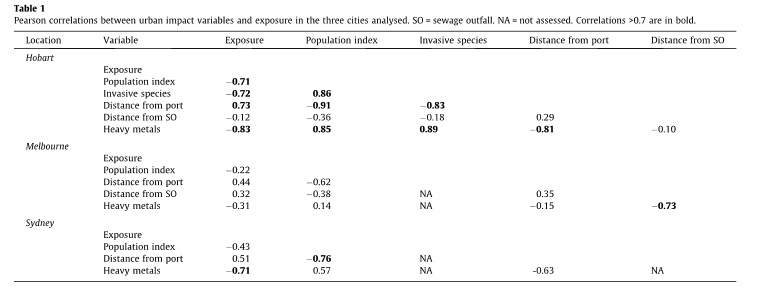 Table 1
Pearson correlations between urban impact variables and exposure in the three cities analysed. SO = sewage outfall. NA = not assessed. Correlations >0.7 are in bold.
Location Variable Exposure Population index Invasive species Distance from port Distance from SO
Hobart
Exposure
Population index −0.71
Invasive species −0.72 0.86
Distance from port 0.73 −0.91 −0.83
Distance from SO −0.12 −0.36 −0.18 0.29
Heavy metals −0.83 0.85 0.89 −0.81 −0.10
Melbourne
Exposure
Population index −0.22
Distance from port 0.44 −0.62
Distance from SO 0.32 −0.38 NA 0.35
Heavy metals −0.31 0.14 NA −0.15 −0.73
Sydney
Exposure
Population index −0.43
Distance from port 0.51 −0.76 NA
Heavy metals −0.71 0.57 NA -0.63 NA